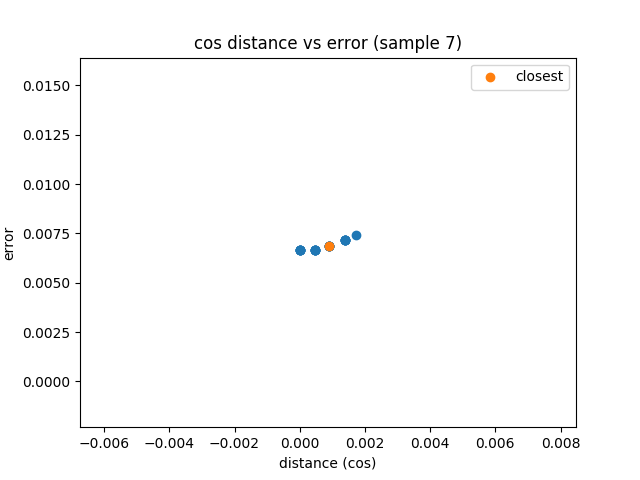 cos distance vs error (sample 7)
closest
0.0150
0.0125
0.0100
0.0075
0.0050
0.0025
0.0000
error
−0.006 −0.004 −0.002 0.000 0.002 0.004 0.006 0.008
distance (cos)